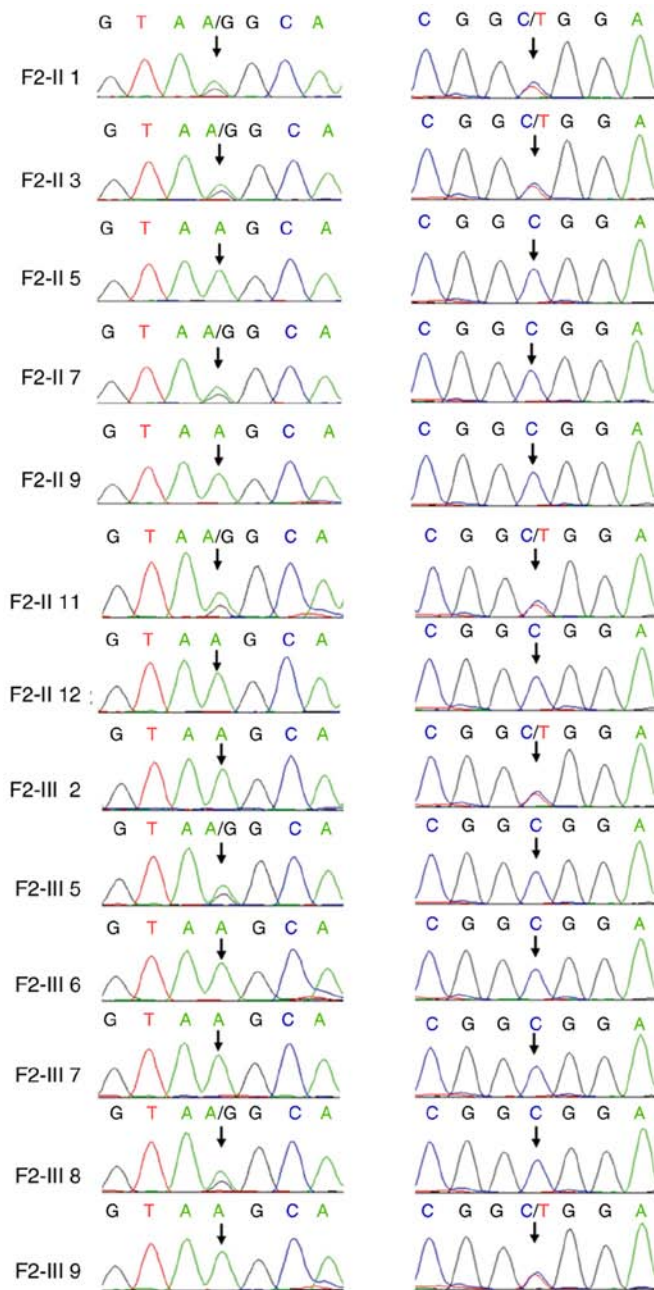 G T A A/G G C A C G G C/T G G A
F2-II 1
G T A A/G G C A C G G C/T G G A
F2-II 3
G T A A G C A C G G C G G A
F2-II 5
G T A A/G G C A C G G C G G A
F2-II 7
G T A A G C A C G G C G G A
F2-II 9
G T A A/G G C A C G G C/T G G A
F2-II 11
G T A A G C A C G G C G G A
F2-II 12 :
G T A A G C A C G G C/T G G A
F2-III 2
G T A A/G G C A C G G C G G A
F2-III 5
G T A A G C A C G G C G G A
F2-III 6
G T A A G C A C G G C G G A
F2-III 7
G T A A/G G C A C G G C G G A
F2-III 8
G T A A G C A C G G C/T G G A
F2-III 9